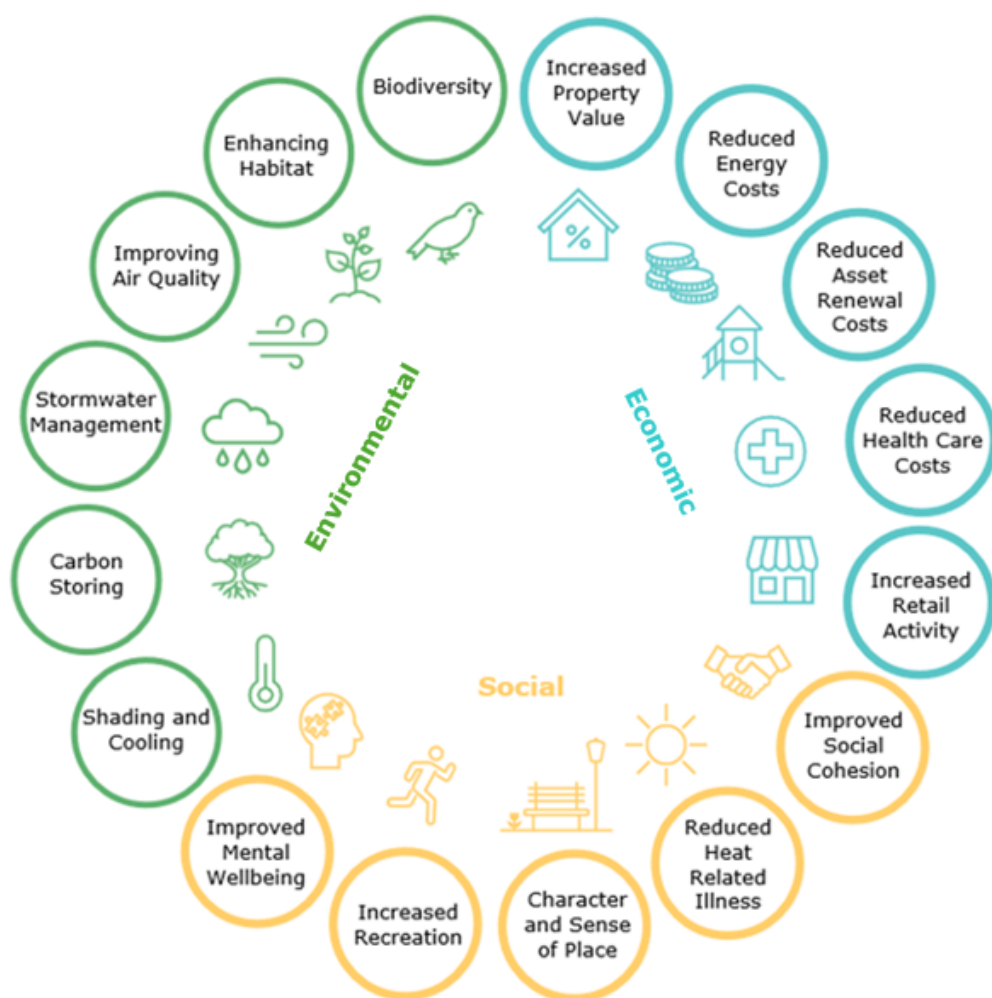 Biodiversity
Increased
Property
Value
Reduced
Energy
Costs
Reduced
Asset
Renewal
Costs
Reduced
Health Care
Costs
Increased
Retail
Activity
Improved
Social
Cohesion
Reduced
Heat
Related
Illness
Character
and Sense
of Place
Increased
Recreation
Improved
Mental
Wellbeing
Shading and
Cooling
Carbon
Storing
Stormwater
Management
Improving
Air Quality
Enhancing
Habitat
%
Environmental
Economic
Social